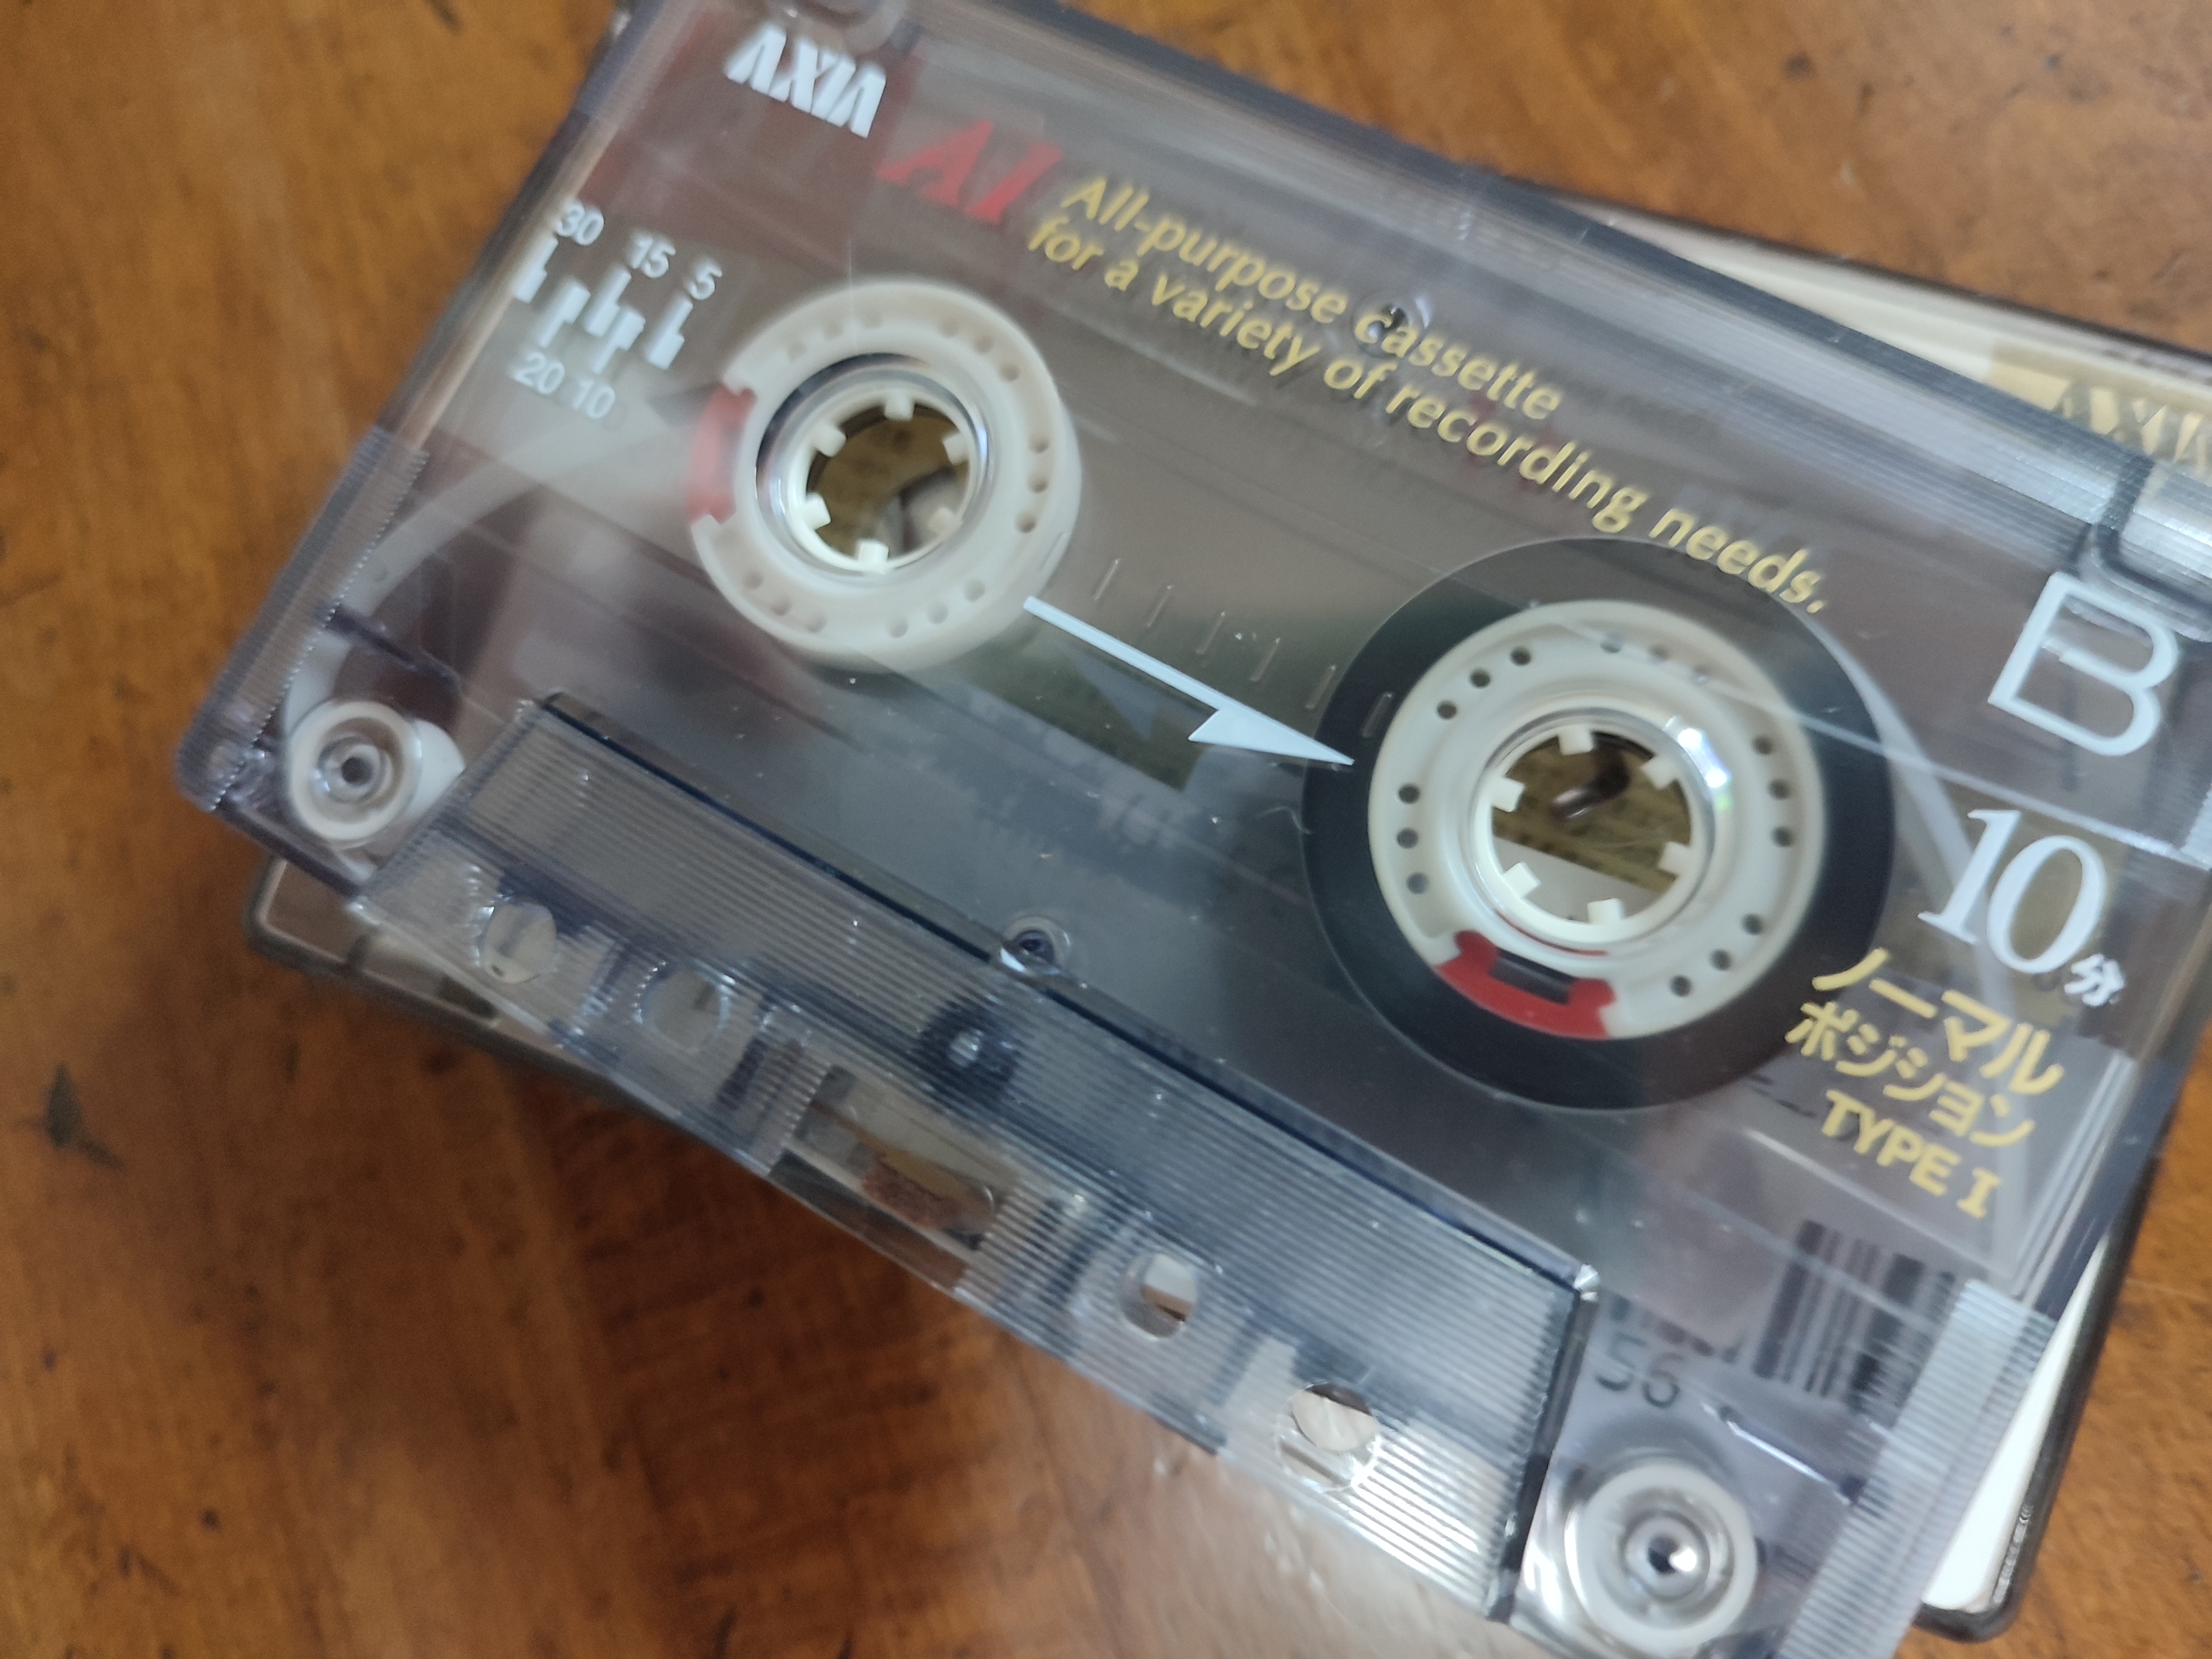 AXIA
A1
All-purpose cassette
for a variety of recording needs.
30 15 5
20 10
B
10分
ノーマル
ポジション
TYPE I
56